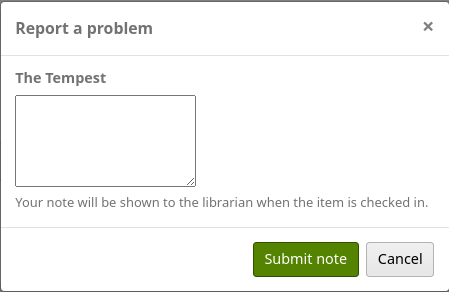 Report a problem ×
The Tempest
Your note will be shown to the librarian when the item is checked in.
Submit note Cancel